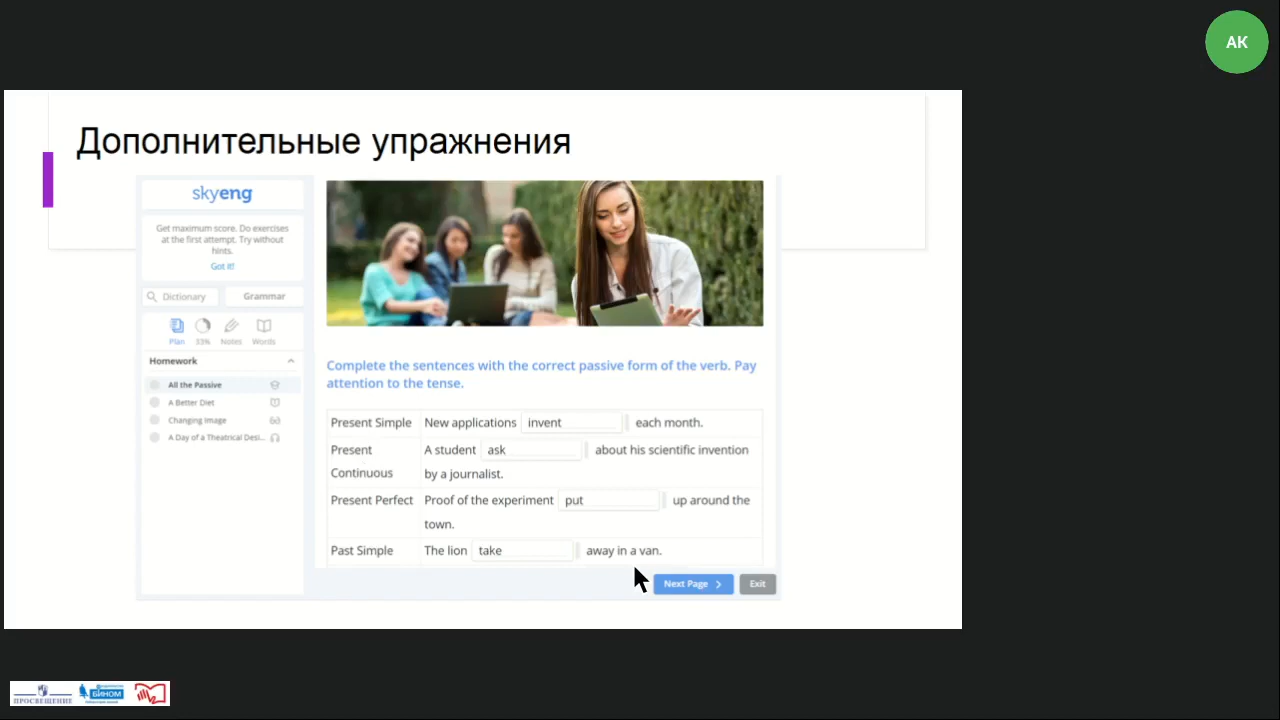 АК
Дополнительные упражнения
skyeng
Get maximum score. Do exercises
at the first attempt. Try without
hints.
Got it!
Dictionary
Grammar
Plan
33%
Notes
Words
Homework
All the Passive
A Better Diet
Changing Image
A Day of a Theatrical Desi...
Complete the sentences with the correct passive form of the verb. Pay
attention to the tense.
Present Simple New applications invent each month.
Present A student ask about his scientific invention
Continuous by a journalist.
Present Perfect Proof of the experiment put up around the
town.
Past Simple The lion take away in a van.
Next Page
Exit
ПРОСВЕЩЕНИЕ
БИНОМ